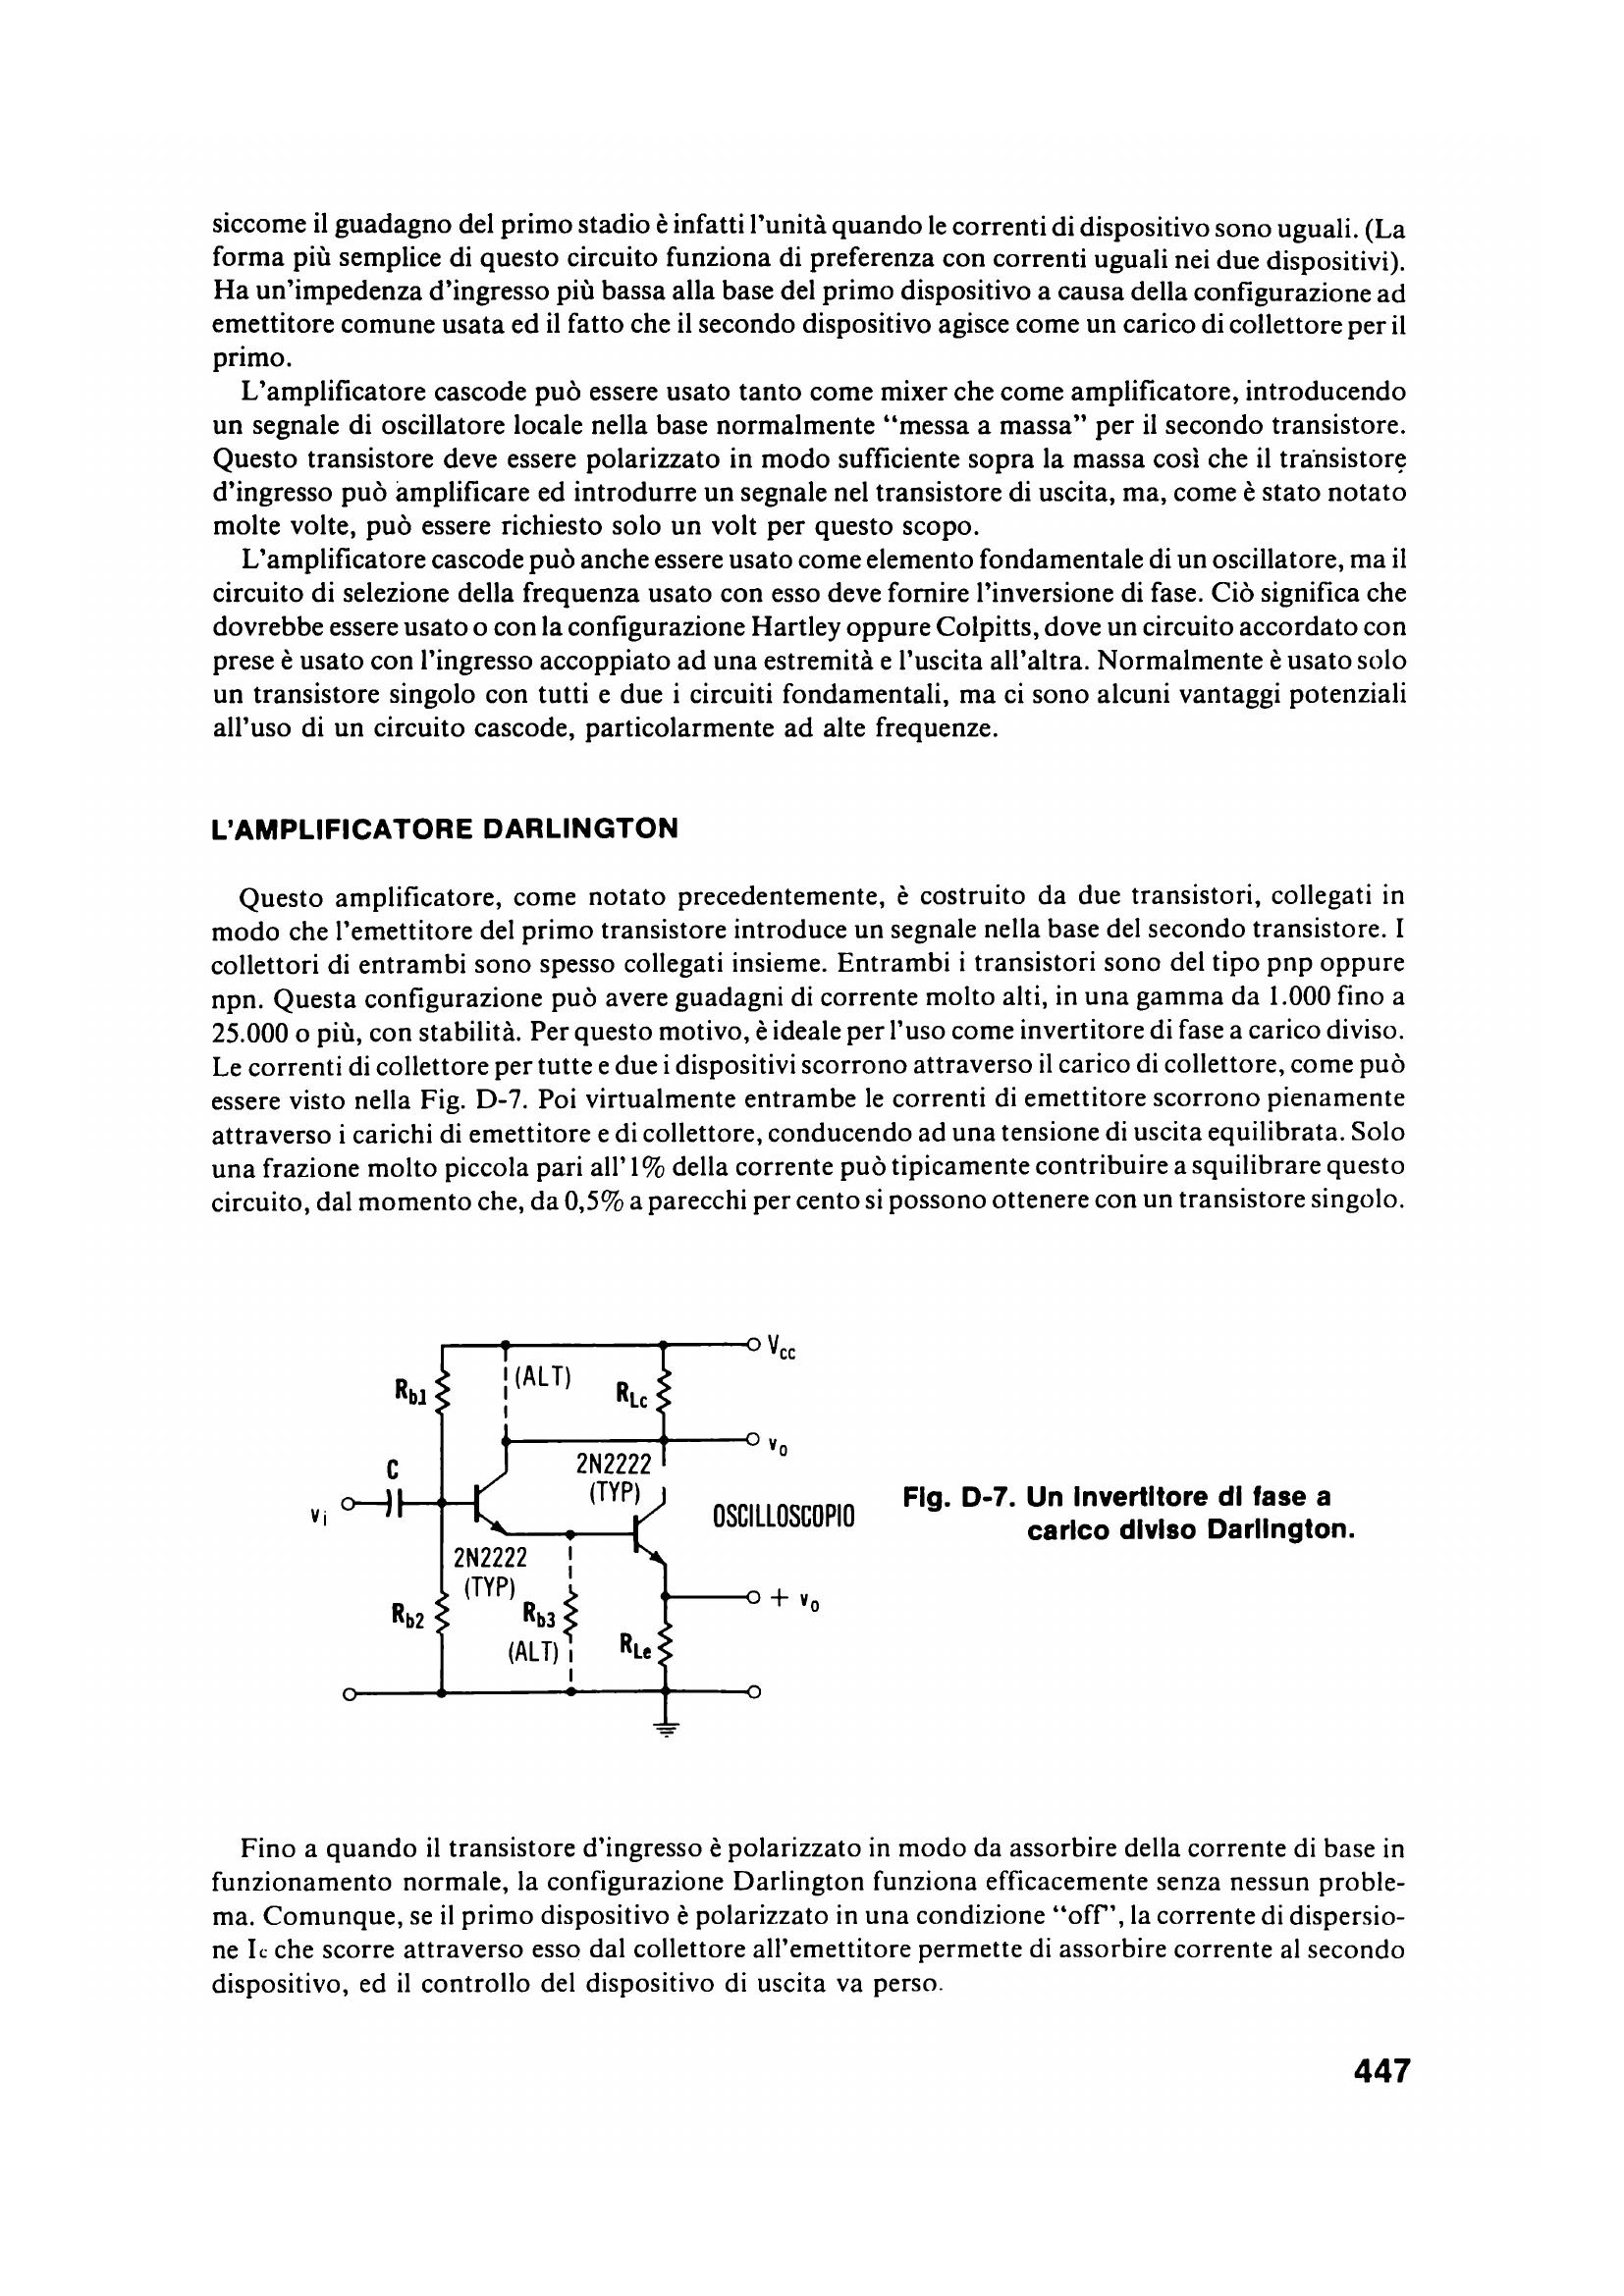 siccome il guadagno del primo stadio è infatti l'unità quando le correnti di dispositivo sono uguali. (La
forma più semplice di questo circuito funziona di preferenza con correnti uguali nei due dispositivi).
Ha un'impedenza d'ingresso più bassa alla base del primo dispositivo a causa della configurazione ad
emettitore comune usata ed il fatto che il secondo dispositivo agisce come un carico di collettore per il
primo.
L'amplificatore cascode può essere usato tanto come mixer che come amplificatore, introducendo
un segnale di oscillatore locale nella base normalmente “messa a massa” per il secondo transistore.
Questo transistore deve essere polarizzato in modo sufficiente sopra la massa così che il transistore
d'ingresso può amplificare ed introdurre un segnale nel transistore di uscita, ma, come è stato notato
molte volte, può essere richiesto solo un volt per questo scopo.
L'amplificatore cascode può anche essere usato come elemento fondamentale di un oscillatore, ma il
circuito di selezione della frequenza usato con esso deve fornire l'inversione di fase. Ciò significa che
dovrebbe essere usato o con la configurazione Hartley oppure Colpitts, dove un circuito accordato con
prese è usato con l'ingresso accoppiato ad una estremità e l'uscita all'altra. Normalmente è usato solo
un transistore singolo con tutti e due i circuiti fondamentali, ma ci sono alcuni vantaggi potenziali
all'uso di un circuito cascode, particolarmente ad alte frequenze.
L'AMPLIFICATORE DARLINGTON
Questo amplificatore, come notato precedentemente, è costruito da due transistori, collegati in
modo che l'emettitore del primo transistore introduce un segnale nella base del secondo transistore. I
collettori di entrambi sono spesso collegati insieme. Entrambi i transistori sono del tipo pnp oppure
npn. Questa configurazione può avere guadagni di corrente molto alti, in una gamma da 1.000 fino a
25.000 o più, con stabilità. Per questo motivo, è ideale per l'uso come invertitore di fase a carico diviso.
Le correnti di collettore per tutte e due i dispositivi scorrono attraverso il carico di collettore, come può
essere visto nella Fig. D-7. Poi virtualmente entrambe le correnti di emettitore scorrono pienamente
attraverso i carichi di emettitore e di collettore, conducendo ad una tensione di uscita equilibrata. Solo
una frazione molto piccola pari all'1% della corrente può tipicamente contribuire a squilibrare questo
circuito, dal momento che, da 0,5% a parecchi per cento si possono ottenere con un transistore singolo.
Vcc
(ALT)
Rb1
RLc
vo
2N2222
(TYP)
C
vi
OSCILLOSCOPIO
2N2222
(TYP)
+ vo
Rb2
Rb3
(ALT)
RLe
Fig. D-7. Un invertitore di fase a
carico diviso Darlington.
Fino a quando il transistore d'ingresso è polarizzato in modo da assorbire della corrente di base in
funzionamento normale, la configurazione Darlington funziona efficacemente senza nessun proble-
ma. Comunque, se il primo dispositivo è polarizzato in una condizione “off”, la corrente di dispersio-
ne Ic che scorre attraverso esso dal collettore all'emettitore permette di assorbire corrente al secondo
dispositivo, ed il controllo del dispositivo di uscita va perso.
447